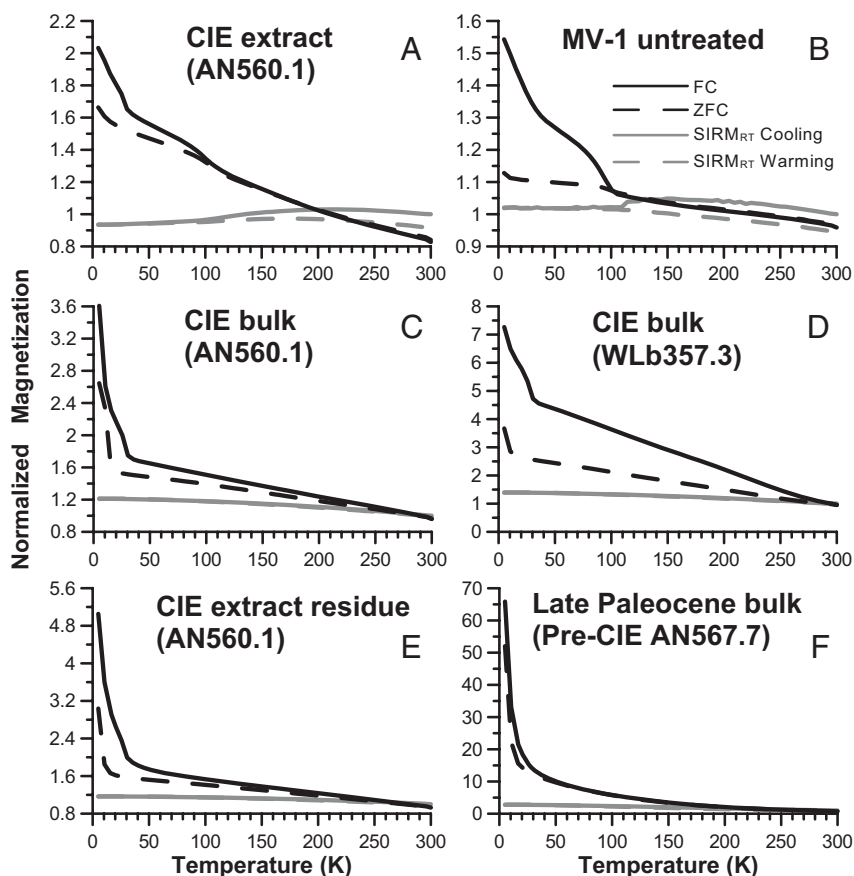 CIE extract
(AN560.1)
A
2.2
2
1.8
1.6
1.4
1.2
1
0.8
0 50 100 150 200 250 300
MV-1 untreated
B
FC
ZFC
SIRMRT Cooling
SIRMRT Warming
1.6
1.5
1.4
1.3
1.2
1.1
1
0.9
0 50 100 150 200 250 300
Normalized Magnetization
CIE bulk
(AN560.1)
C
3.6
3.2
2.8
2.4
2
1.6
1.2
0.8
0 50 100 150 200 250 300
CIE bulk
(WLb357.3)
D
8
7
6
5
4
3
2
1
0
0 50 100 150 200 250 300
CIE extract residue
(AN560.1)
E
5.6
4.8
4
3.2
2.4
1.6
0.8
0 50 100 150 200 250 300
Temperature (K)
Late Paleocene bulk
(Pre-CIE AN567.7)
F
70
60
50
40
30
20
10
0
0 50 100 150 200 250 300
Temperature (K)